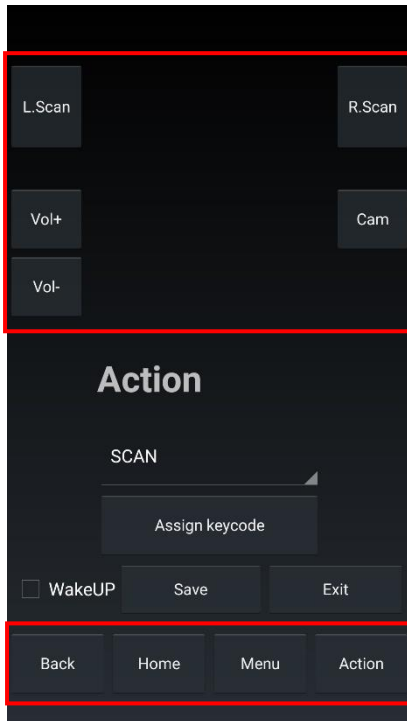 L.Scan R.Scan
Vol+ Cam
Vol-
Action
SCAN
Assign keycode
WakeUP Save Exit
Back Home Menu Action